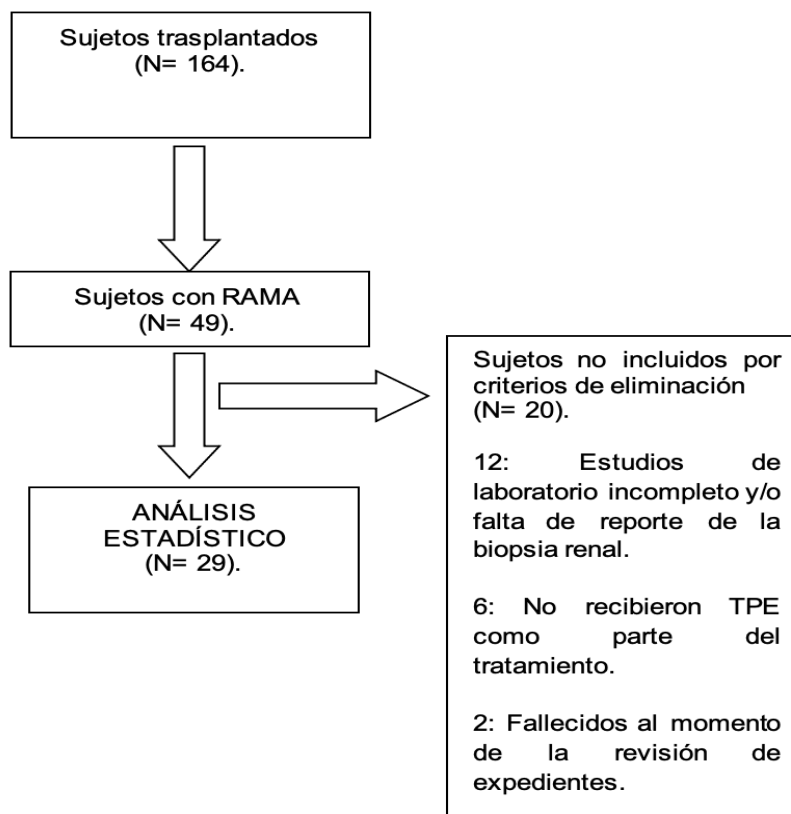 Sujetos trasplantados
(N= 164).
Sujetos con RAMA
(N= 49).
Sujetos no incluidos por
criterios de eliminación
(N= 20).
12: Estudios de
laboratorio incompleto y/o
falta de reporte de la
biopsia renal.
6: No recibieron TPE
como parte del
tratamiento.
2: Fallecidos al momento
de la revisión de
expedientes.
ANÁLISIS
ESTADÍSTICO
(N= 29).